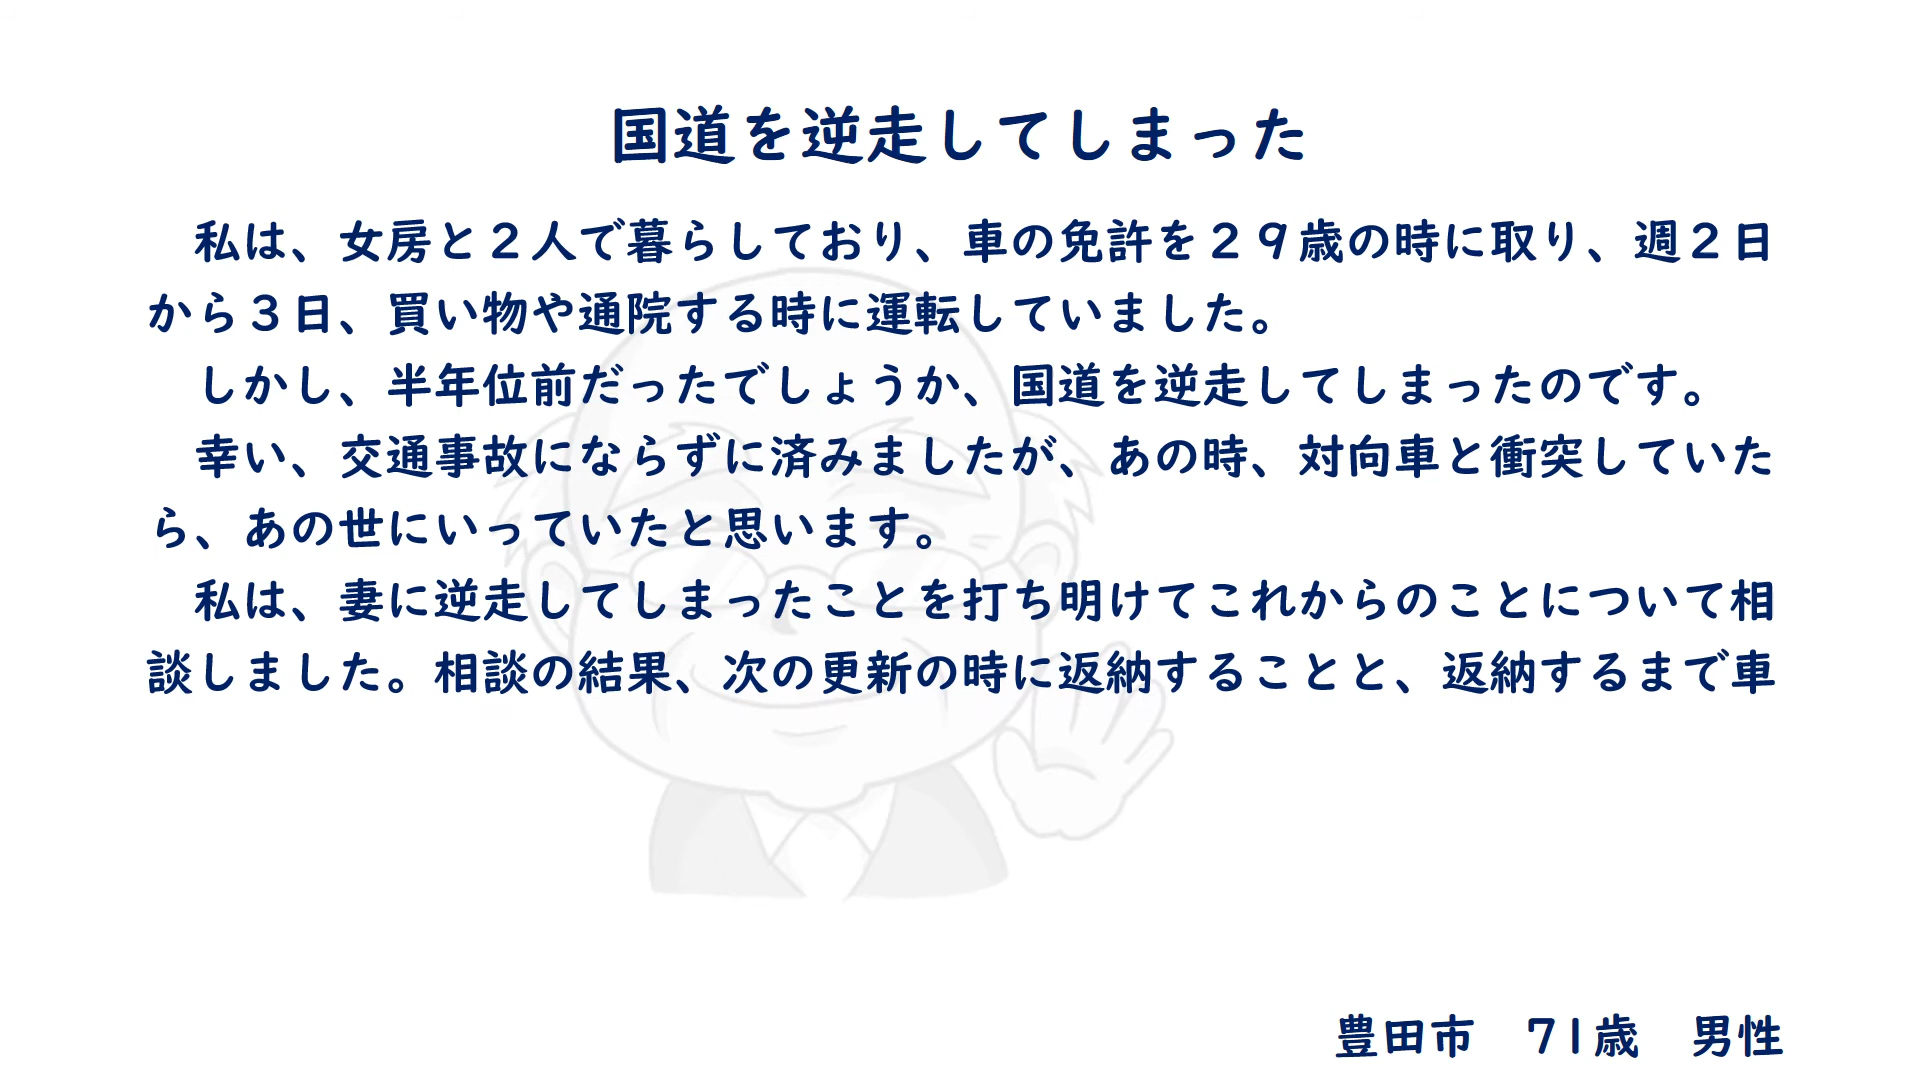 国道を逆走してしまった
私は、女房と２人で暮らしており、車の免許を２９歳の時に取り、週２日
から３日、買い物や通院する時に運転していました。
しかし、半年位前だったでしょうか、国道を逆走してしまったのです。
幸い、交通事故にならずに済みましたが、あの時、対向車と衝突していた
ら、あの世にいっていたと思います。
私は、妻に逆走してしまったことを打ち明けてこれからのことについて相
談しました。相談の結果、次の更新の時に返納することと、返納するまで車
豊田市　71歳　男性